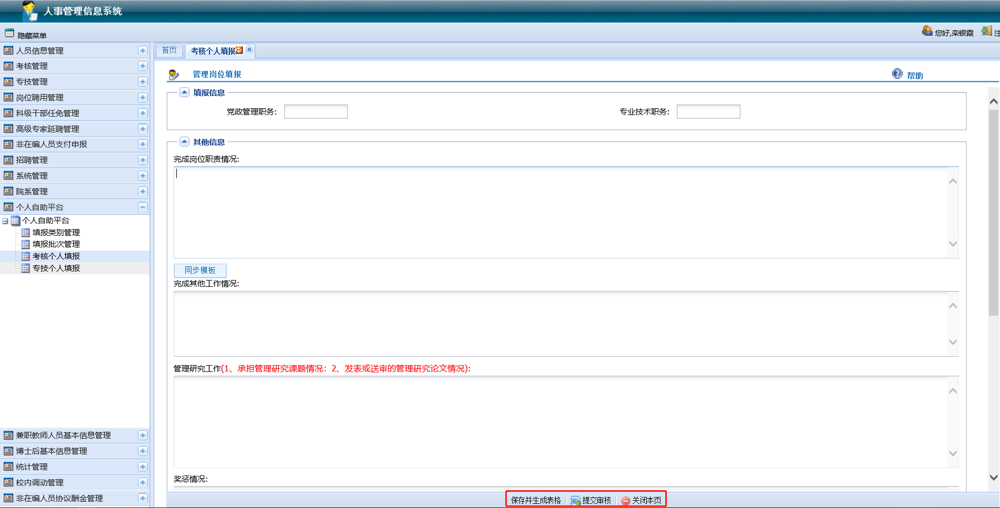 人事管理信息系统
隐藏菜单
您好,栾银霞
注
人员信息管理
考核管理
专技管理
岗位聘用管理
科级干部任免管理
高级专家延聘管理
非在编人员支付申报
招聘管理
系统管理
院系管理
个人自助平台
个人自助平台
填报类别管理
填报批次管理
考核个人填报
专技个人填报
兼职教师人员基本信息管理
博士后基本信息管理
统计管理
校内调动管理
非在编人员协议酬金管理
首页
考核个人填报
管理岗位填报
帮助
填报信息
党政管理职务:
专业技术职务:
其他信息
完成岗位职责情况:
同步模板
完成其他工作情况:
管理研究工作(1、承担管理研究课题情况：2、发表或送审的管理研究论文情况):
奖惩情况:
保存并生成表格
提交审核
关闭本页